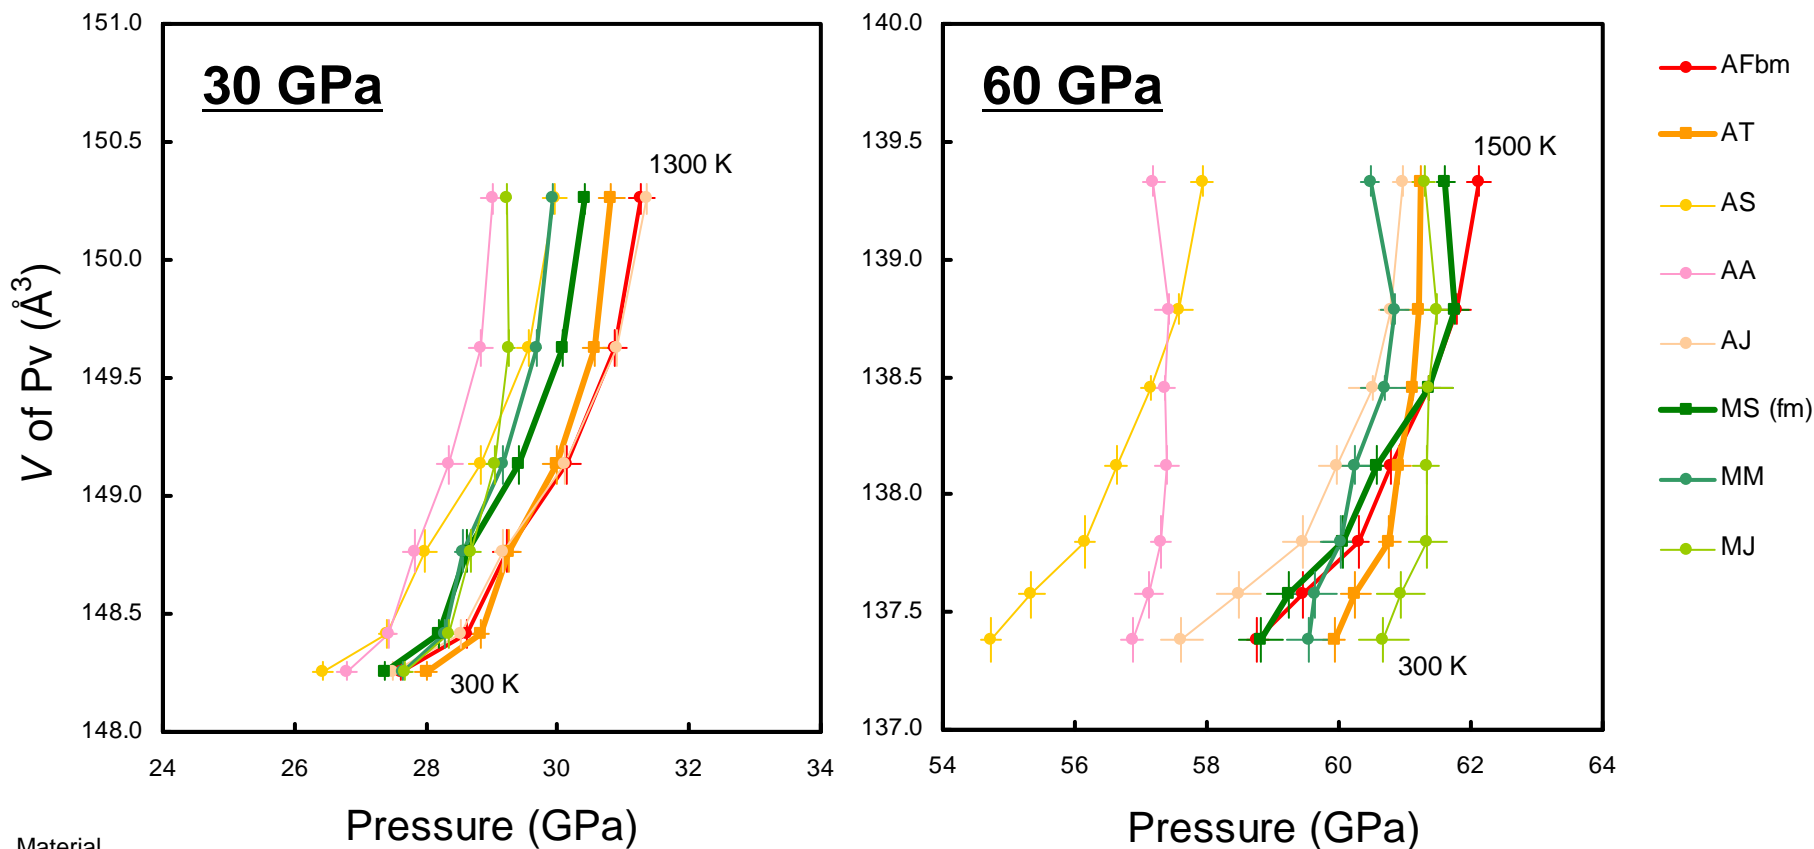 30 GPa
60 GPa
151.0
150.5
150.0
149.5
149.0
148.5
148.0
V of Pv (Å³)
1300 K
300 K
24 26 28 30 32 34
Pressure (GPa)
140.0
139.5
139.0
138.5
138.0
137.5
137.0
1500 K
300 K
54 56 58 60 62 64
Pressure (GPa)
AFbm
AT
AS
AA
AJ
MS (fm)
MM
MJ
Material